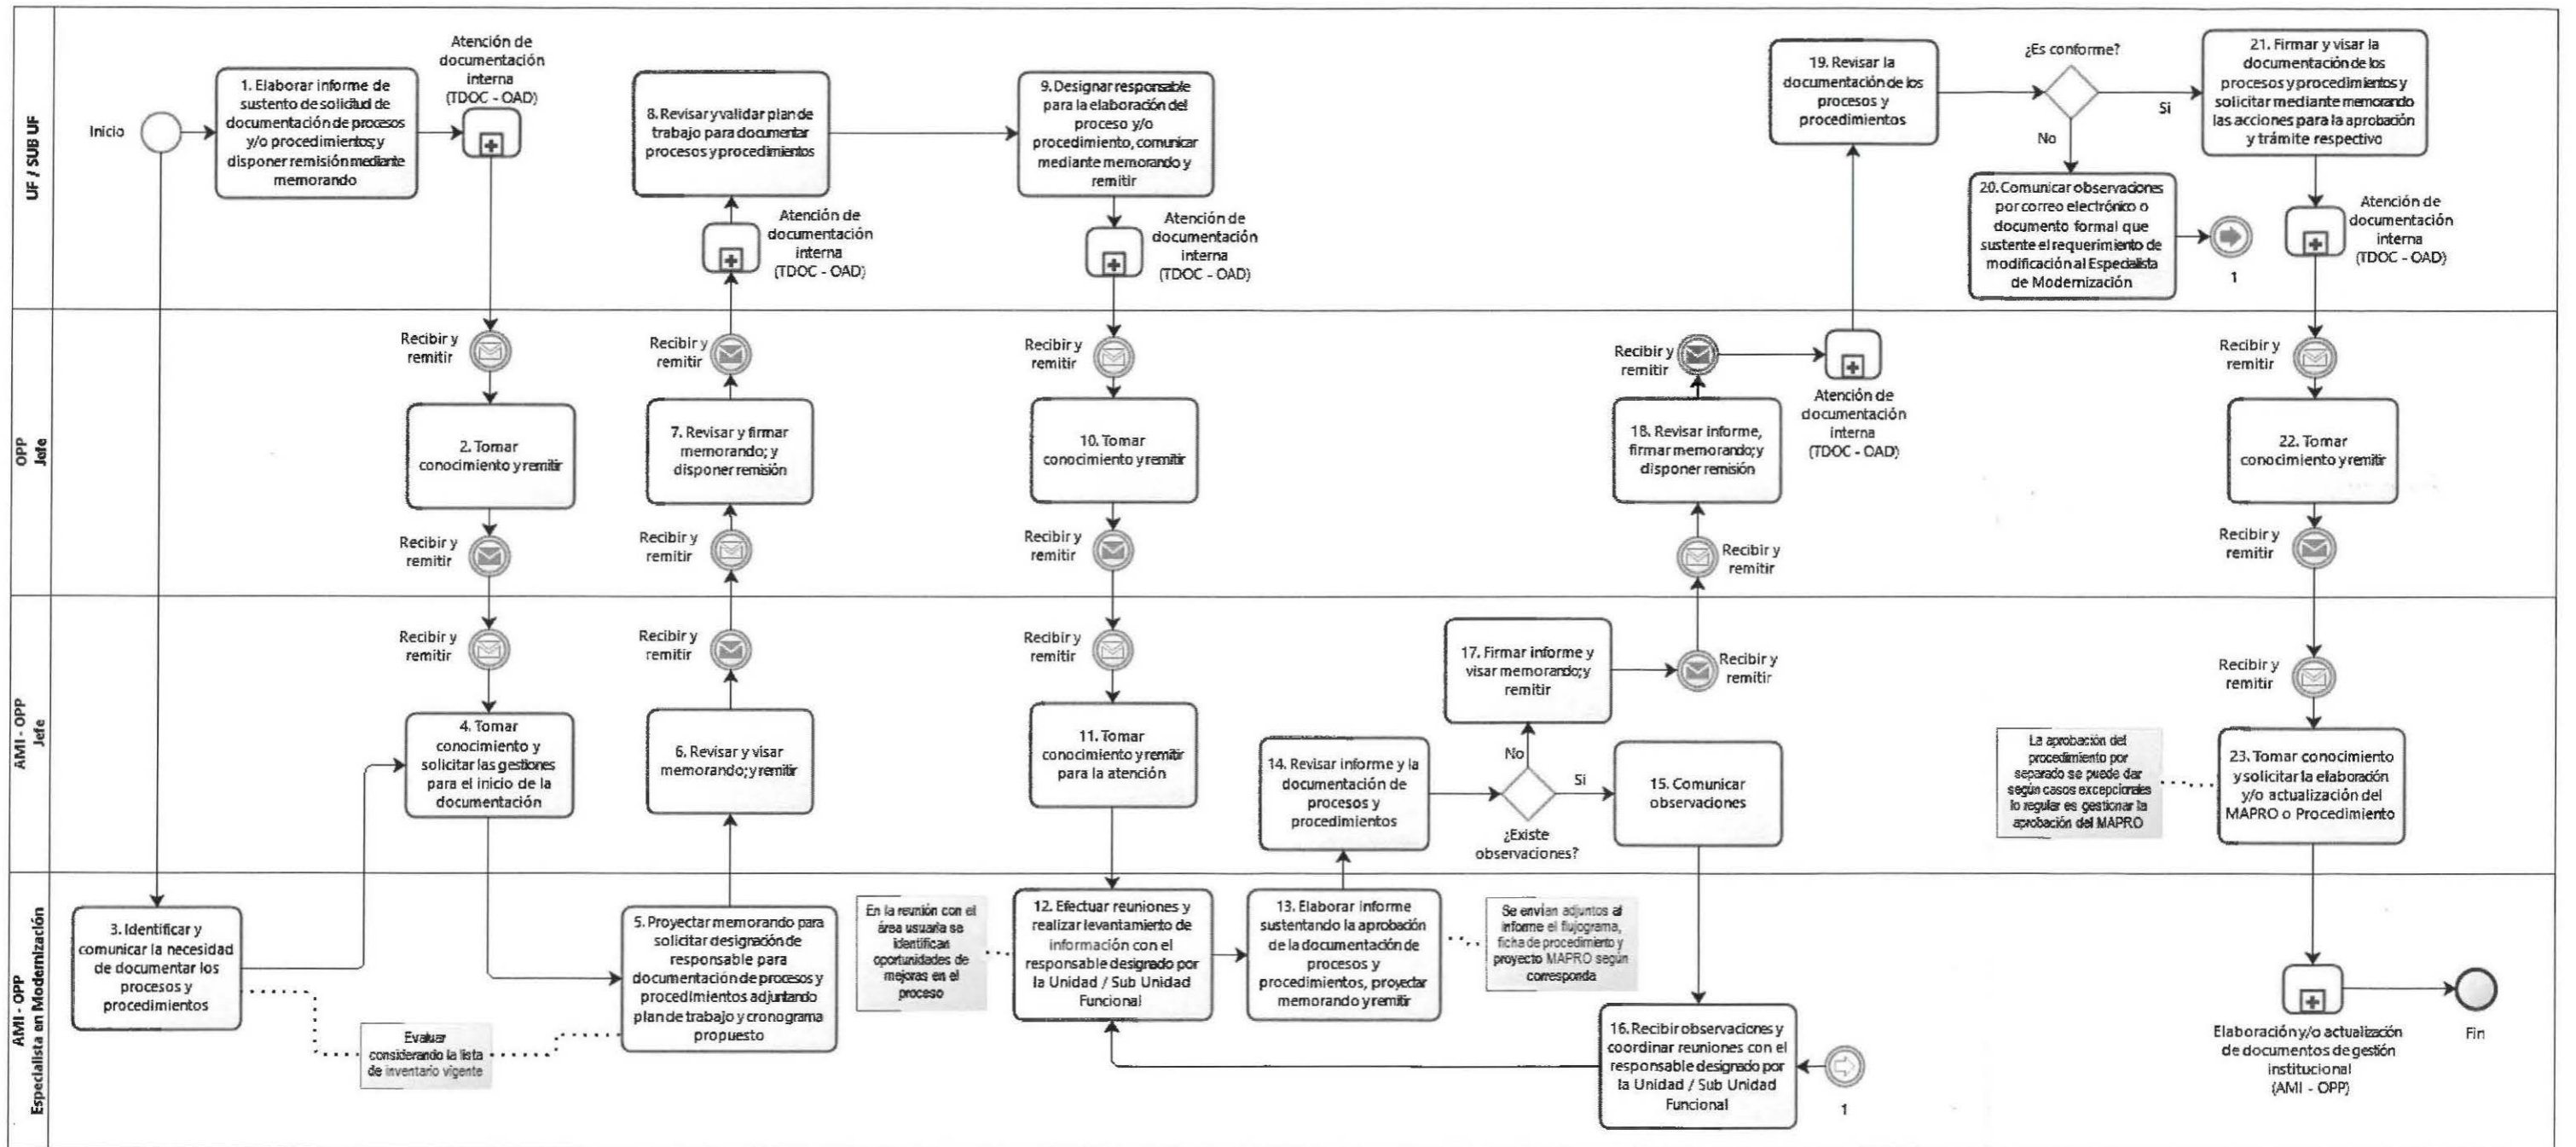 UF / SUB UF
Inicio
1. Elaborar informe de
sustento de solicitud de
documentación de procesos
y/o procedimientos; y
disponer remisión mediante
memorando
Atención de
documentación
interna
(TDOC - OAD)
8. Revisar y validar plan de
trabajo para documentar
procesos y procedimientos
Atención de
documentación
interna
(TDOC - OAD)
9. Designar responsable
para la elaboración del
proceso y/o
procedimiento, comunicar
mediante memorando y
remitir
Atención de
documentación
interna
(TDOC - OAD)
19. Revisar la
documentación de los
procesos y
procedimientos
¿Es conforme?
Si
No
20. Comunicar observaciones
por correo electrónico o
documento formal que
sustente el requerimiento de
modificación al Especialista
de Modernización
1
21. Firmar y visar la
documentación de los
procesos y procedimientos y
solicitar mediante memorando
las acciones para la aprobación
y trámite respectivo
Atención de
documentación
interna
(TDOC - OAD)
OPP
Jefe
Recibir y
remitir
2. Tomar
conocimiento y remitir
Recibir y
remitir
Recibir y
remitir
7. Revisar y firmar
memorando; y
disponer remisión
Recibir y
remitir
Recibir y
remitir
10. Tomar
conocimiento y remitir
Recibir y
remitir
Recibir y
remitir
18. Revisar informe,
firmar memorando; y
disponer remisión
Recibir y
remitir
Atención de
documentación
interna
(TDOC - OAD)
Recibir y
remitir
22. Tomar
conocimiento y remitir
Recibir y
remitir
AMI - OPP
Jefe
Recibir y
remitir
4. Tomar
conocimiento y
solicitar las gestiones
para el inicio de la
documentación
Recibir y
remitir
6. Revisar y visar
memorando; y remitir
Recibir y
remitir
11. Tomar
conocimiento y remitir
para la atención
14. Revisar informe y la
documentación de
procesos y
procedimientos
17. Firmar informe y
visar memorando; y
remitir
Recibir y
remitir
No
Si
¿Existe
observaciones?
15. Comunicar
observaciones
Recibir y
remitir
La aprobación del
procedimiento por
separado se puede dar
según casos excepcionales
lo regular es gestionar la
aprobación del MAPRO
23. Tomar conocimiento
y solicitar la elaboración
y/o actualización del
MAPRO o Procedimiento
AMI - OPP
Especialista en Modernización
3. Identificar y
comunicar la necesidad
de documentar los
procesos y
procedimientos
Evaluar
considerando la lista
de inventario vigente
5. Proyectar memorando para
solicitar designación de
responsable para
documentación de procesos y
procedimientos adjuntando
plan de trabajo y cronograma
propuesto
En la reunión con el
área usuaria se
identifican
oportunidades de
mejoras en el
proceso
12. Efectuar reuniones y
realizar levantamiento de
información con el
responsable designado por
la Unidad / Sub Unidad
Funcional
13. Elaborar informe
sustentando la aprobación
de la documentación de
procesos y
procedimientos, proyectar
memorando y remitir
Se envían adjuntos al
informe el flujograma,
ficha de procedimiento y
proyecto MAPRO según
corresponda
16. Recibir observaciones y
coordinar reuniones con el
responsable designado por
la Unidad / Sub Unidad
Funcional
1
Elaboración y/o actualización
de documentos de gestión
institucional
(AMI - OPP)
Fin